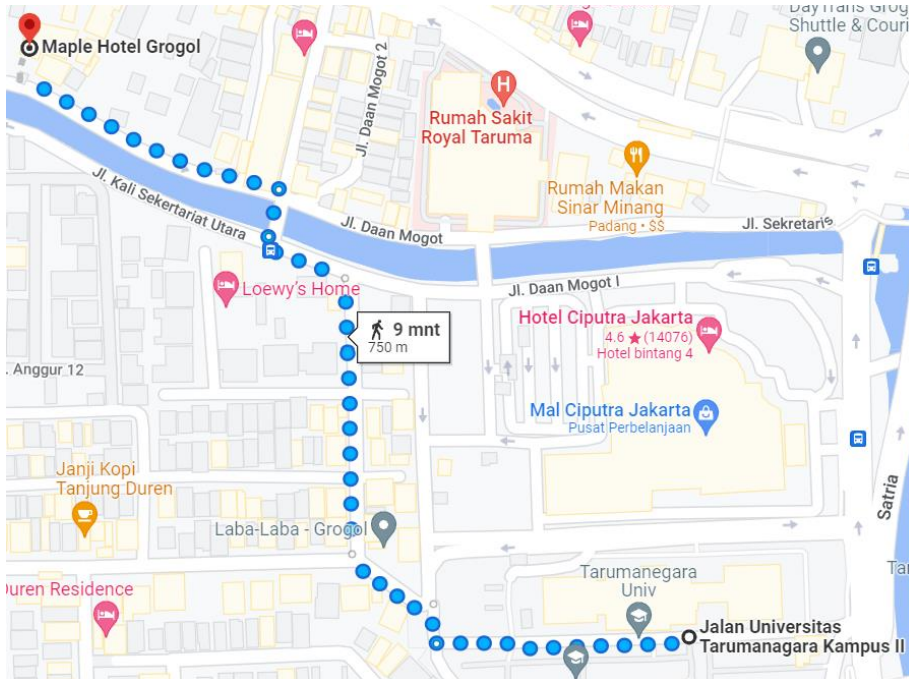 DayTrans Grog
Shuttle & Couri
Maple Hotel Grogol
Jl. Daan Mogot 2
H
Rumah Sakit
Royal Taruma
Rumah Makan
Sinar Minang
Padang • $$
Jl. Kali Sekertariat Utara
Jl. Daan Mogot
Jl. Sekretaris
Loewy's Home
Jl. Daan Mogot I
Hotel Ciputra Jakarta
4.6 ★ (14076)
Hotel bintang 4
9 mnt
750 m
. Anggur 12
Mal Ciputra Jakarta
Pusat Perbelanjaan
Janji Kopi
Tanjung Duren
Satria
Laba-Laba - Grogol
Duren Residence
Tarumanegara
Univ
Tar
Jalan Universitas
Tarumanagara Kampus II